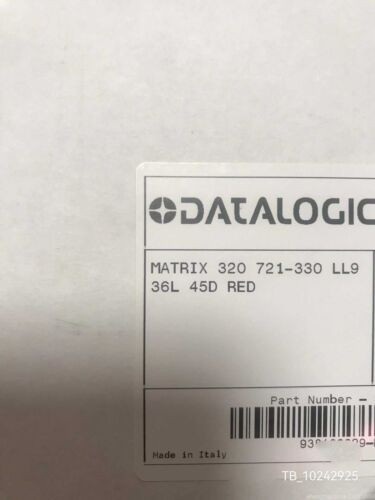 DATALOGIC
MATRIX 320 721-330 LL9
36L 45D RED
Part Number -
Made in Italy
TB_10242925